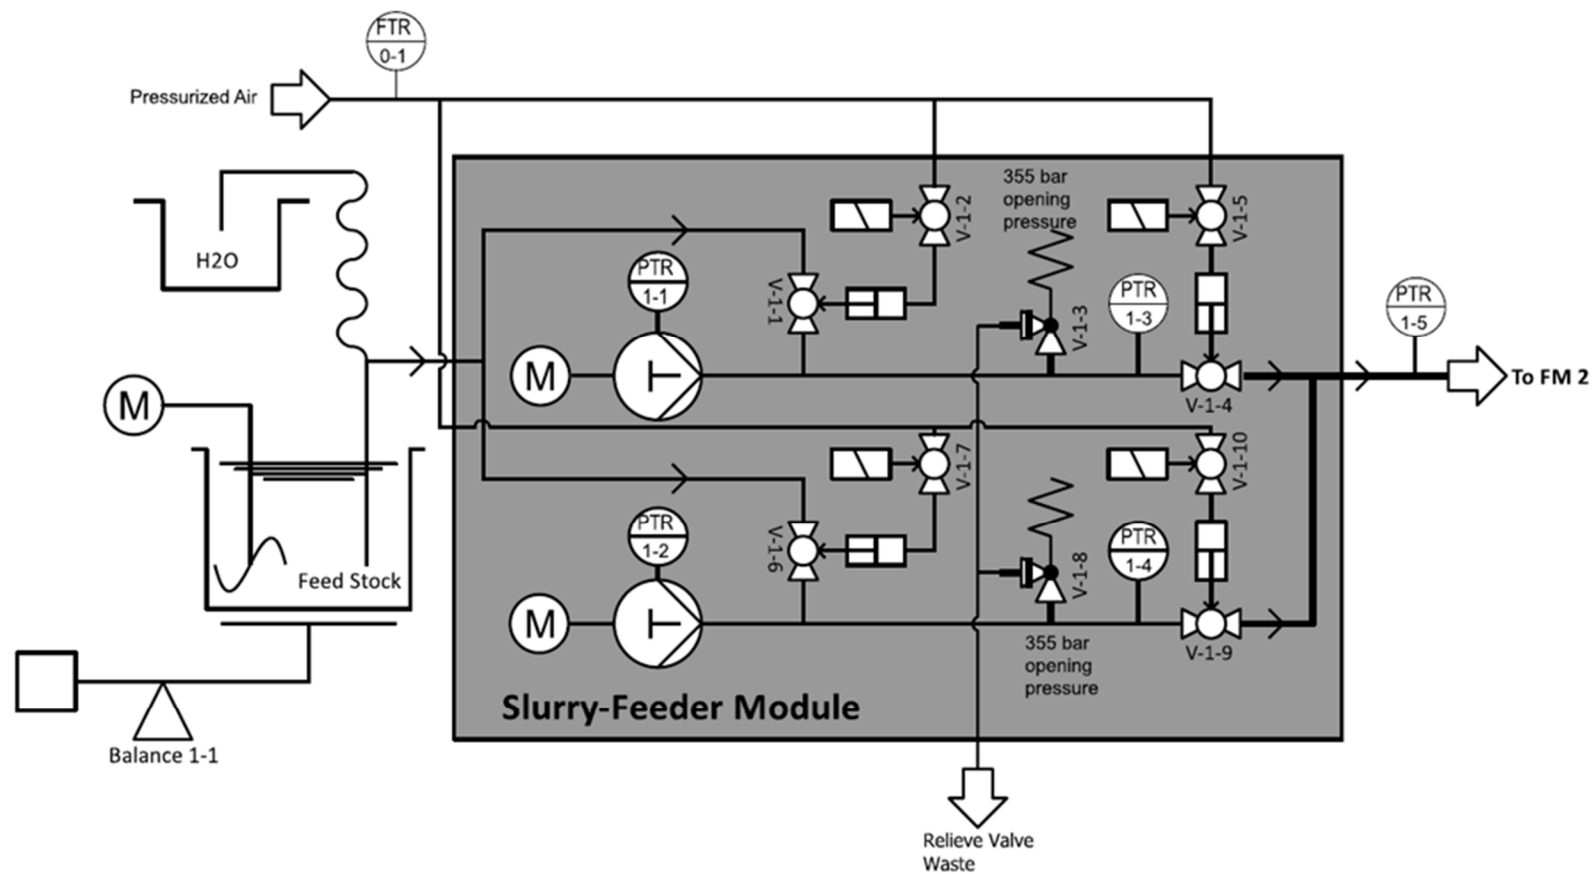 FTR
0-1
Pressurized Air
H2O
M
Feed Stock
Balance 1-1
355 bar
opening
pressure
V-1-2
V-1-5
PTR
1-1
V-1-1
V-1-3
PTR
1-3
PTR
1-5
M
V-1-4
To FM 2
V-1-7
V-1-10
PTR
1-2
V-1-6
V-1-8
PTR
1-4
M
V-1-9
355 bar
opening
pressure
Slurry-Feeder Module
Relieve Valve
Waste